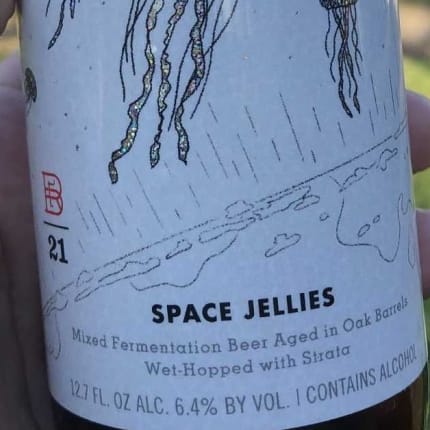 21
SPACE JELLIES
Mixed Fermentation Beer Aged in Oak Barrels
Wet-Hopped with Strata
12.7 FL. OZ ALC. 6.4% BY VOL. | CONTAINS ALCOHOL